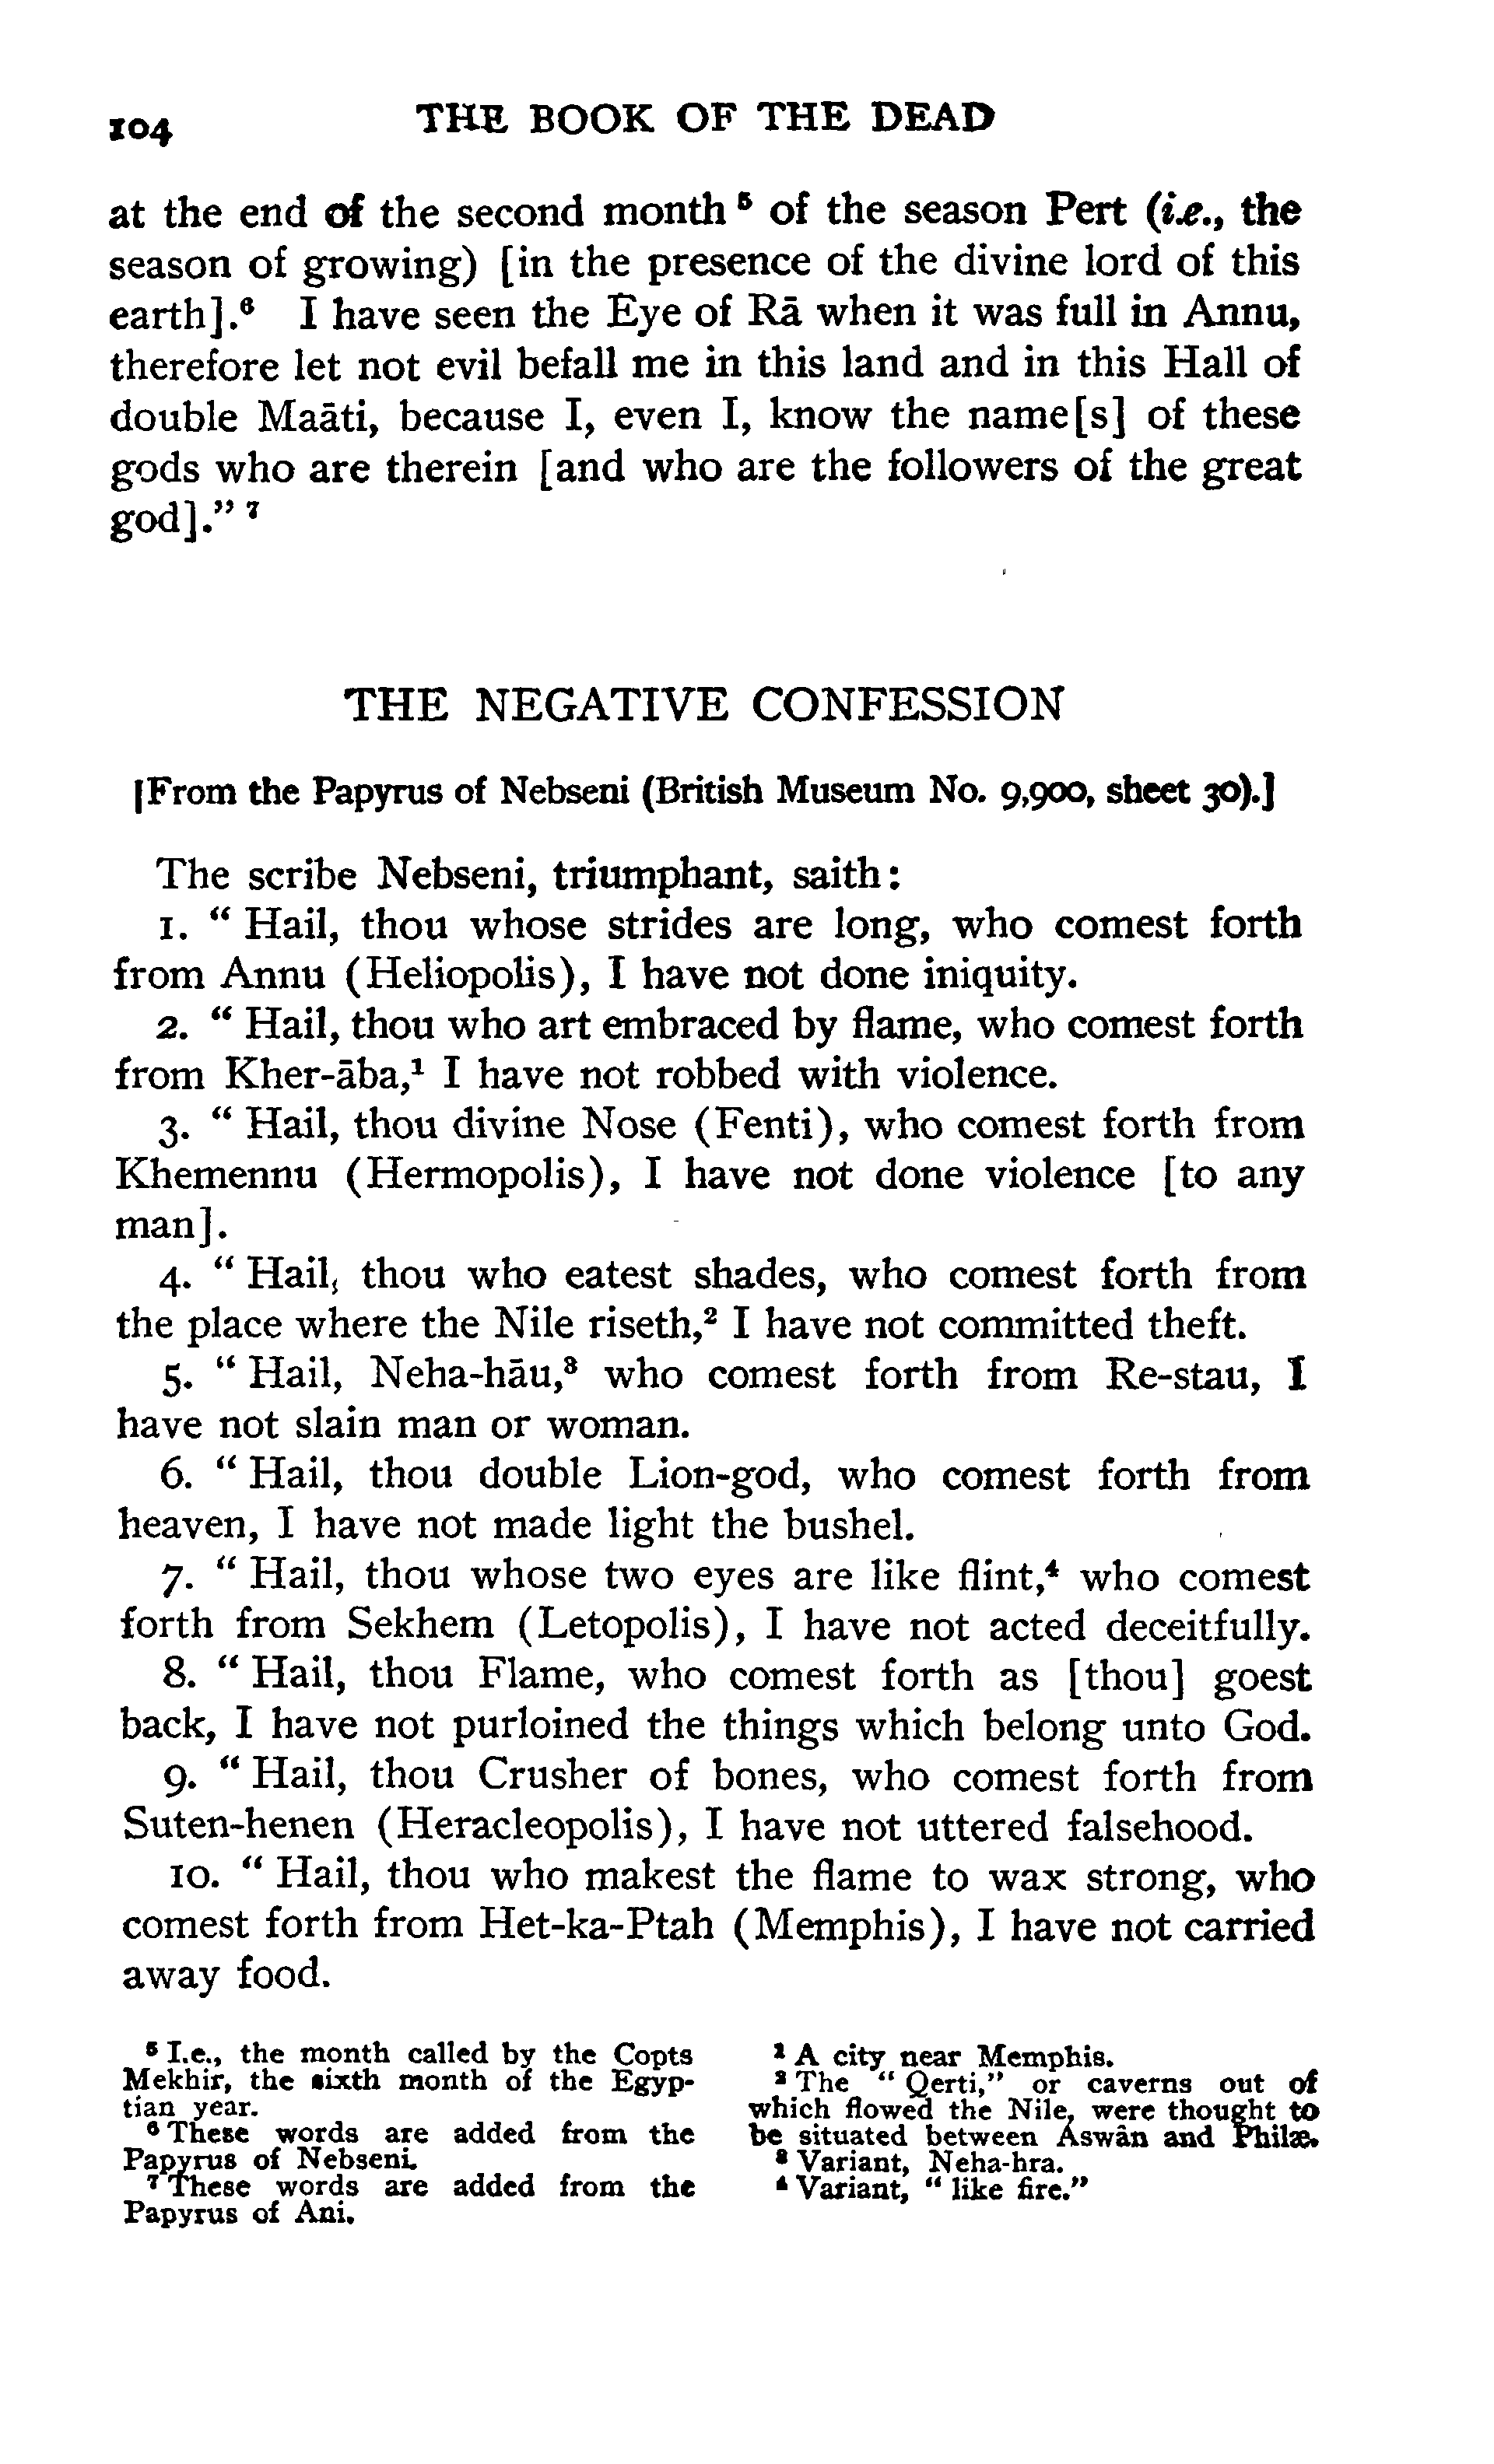 104 THE BOOK OF THE DEAD
at the end of the second month ⁵ of the season Pert (i.e., the
season of growing) [in the presence of the divine lord of this
earth].⁶ I have seen the Eye of Rā when it was full in Annu,
therefore let not evil befall me in this land and in this Hall of
double Maāti, because I, even I, know the name[s] of these
gods who are therein [and who are the followers of the great
god]." ⁷
THE NEGATIVE CONFESSION
[From the Papyrus of Nebseni (British Museum No. 9,900, sheet 30).]
The scribe Nebseni, triumphant, saith:
1. " Hail, thou whose strides are long, who comest forth
from Annu (Heliopolis), I have not done iniquity.
2. " Hail, thou who art embraced by flame, who comest forth
from Kher-āba,¹ I have not robbed with violence.
3. " Hail, thou divine Nose (Fenti), who comest forth from
Khemennu (Hermopolis), I have not done violence [to any
man].
4. " Hail, thou who eatest shades, who comest forth from
the place where the Nile riseth,² I have not committed theft.
5. " Hail, Neha-hāu,³ who comest forth from Re-stau, I
have not slain man or woman.
6. " Hail, thou double Lion-god, who comest forth from
heaven, I have not made light the bushel.
7. " Hail, thou whose two eyes are like flint,⁴ who comest
forth from Sekhem (Letopolis), I have not acted deceitfully.
8. " Hail, thou Flame, who comest forth as [thou] goest
back, I have not purloined the things which belong unto God.
9. " Hail, thou Crusher of bones, who comest forth from
Suten-henen (Heracleopolis), I have not uttered falsehood.
10. " Hail, thou who makest the flame to wax strong, who
comest forth from Het-ka-Ptah (Memphis), I have not carried
away food.
⁵ I.e., the month called by the Copts
Mekhir, the sixth month of the Egyp-
tian year.
⁶ These words are added from the
Papyrus of Nebseni.
⁷ These words are added from the
Papyrus of Ani.
¹ A city near Memphis.
² The " Qerti," or caverns out of
which flowed the Nile, were thought to
be situated between Aswân and Philæ.
³ Variant, Neha-hra.
⁴ Variant, " like fire."